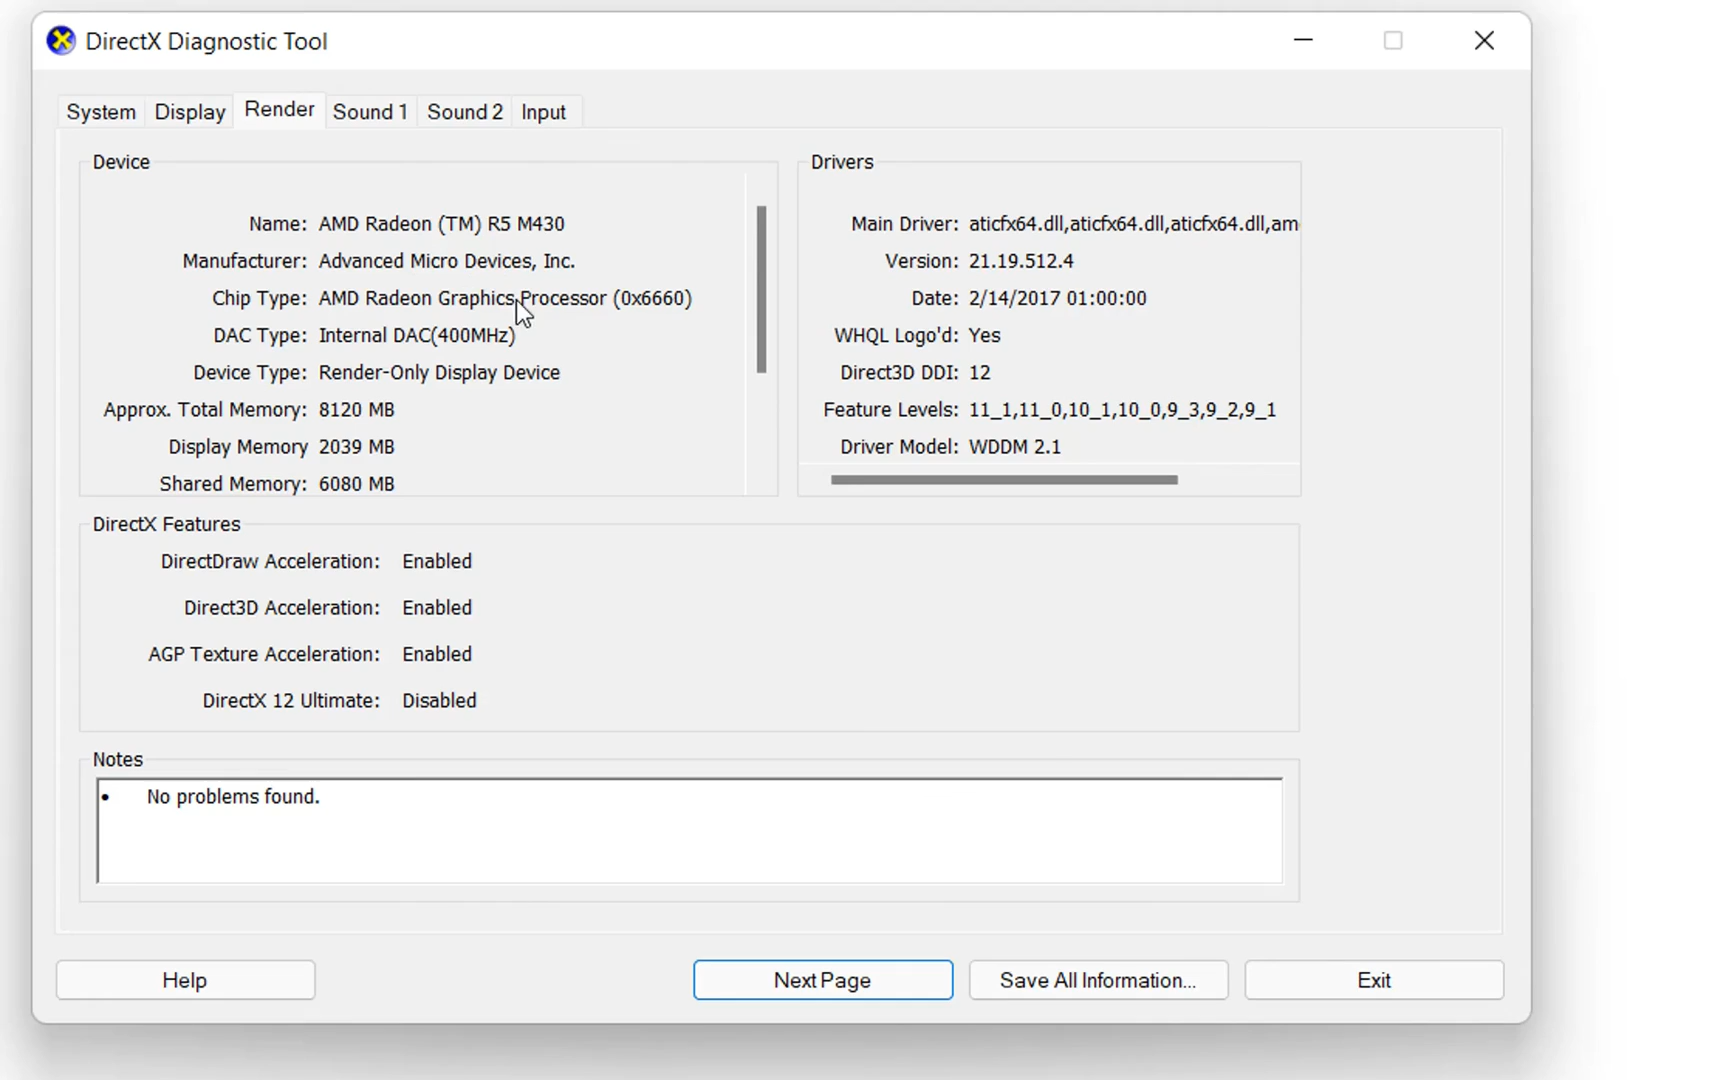 DirectX Diagnostic Tool
System Display Render Sound 1 Sound 2 Input
Device
Name: AMD Radeon (TM) R5 M430
Manufacturer: Advanced Micro Devices, Inc.
Chip Type: AMD Radeon Graphics Processor (0x6660)
DAC Type: Internal DAC(400MHz)
Device Type: Render-Only Display Device
Approx. Total Memory: 8120 MB
Display Memory 2039 MB
Shared Memory: 6080 MB
Drivers
Main Driver: aticfx64.dll,aticfx64.dll,aticfx64.dll,am
Version: 21.19.512.4
Date: 2/14/2017 01:00:00
WHQL Logo'd: Yes
Direct3D DDI: 12
Feature Levels: 11_1,11_0,10_1,10_0,9_3,9_2,9_1
Driver Model: WDDM 2.1
DirectX Features
DirectDraw Acceleration: Enabled
Direct3D Acceleration: Enabled
AGP Texture Acceleration: Enabled
DirectX 12 Ultimate: Disabled
Notes
• No problems found.
Help Next Page Save All Information... Exit